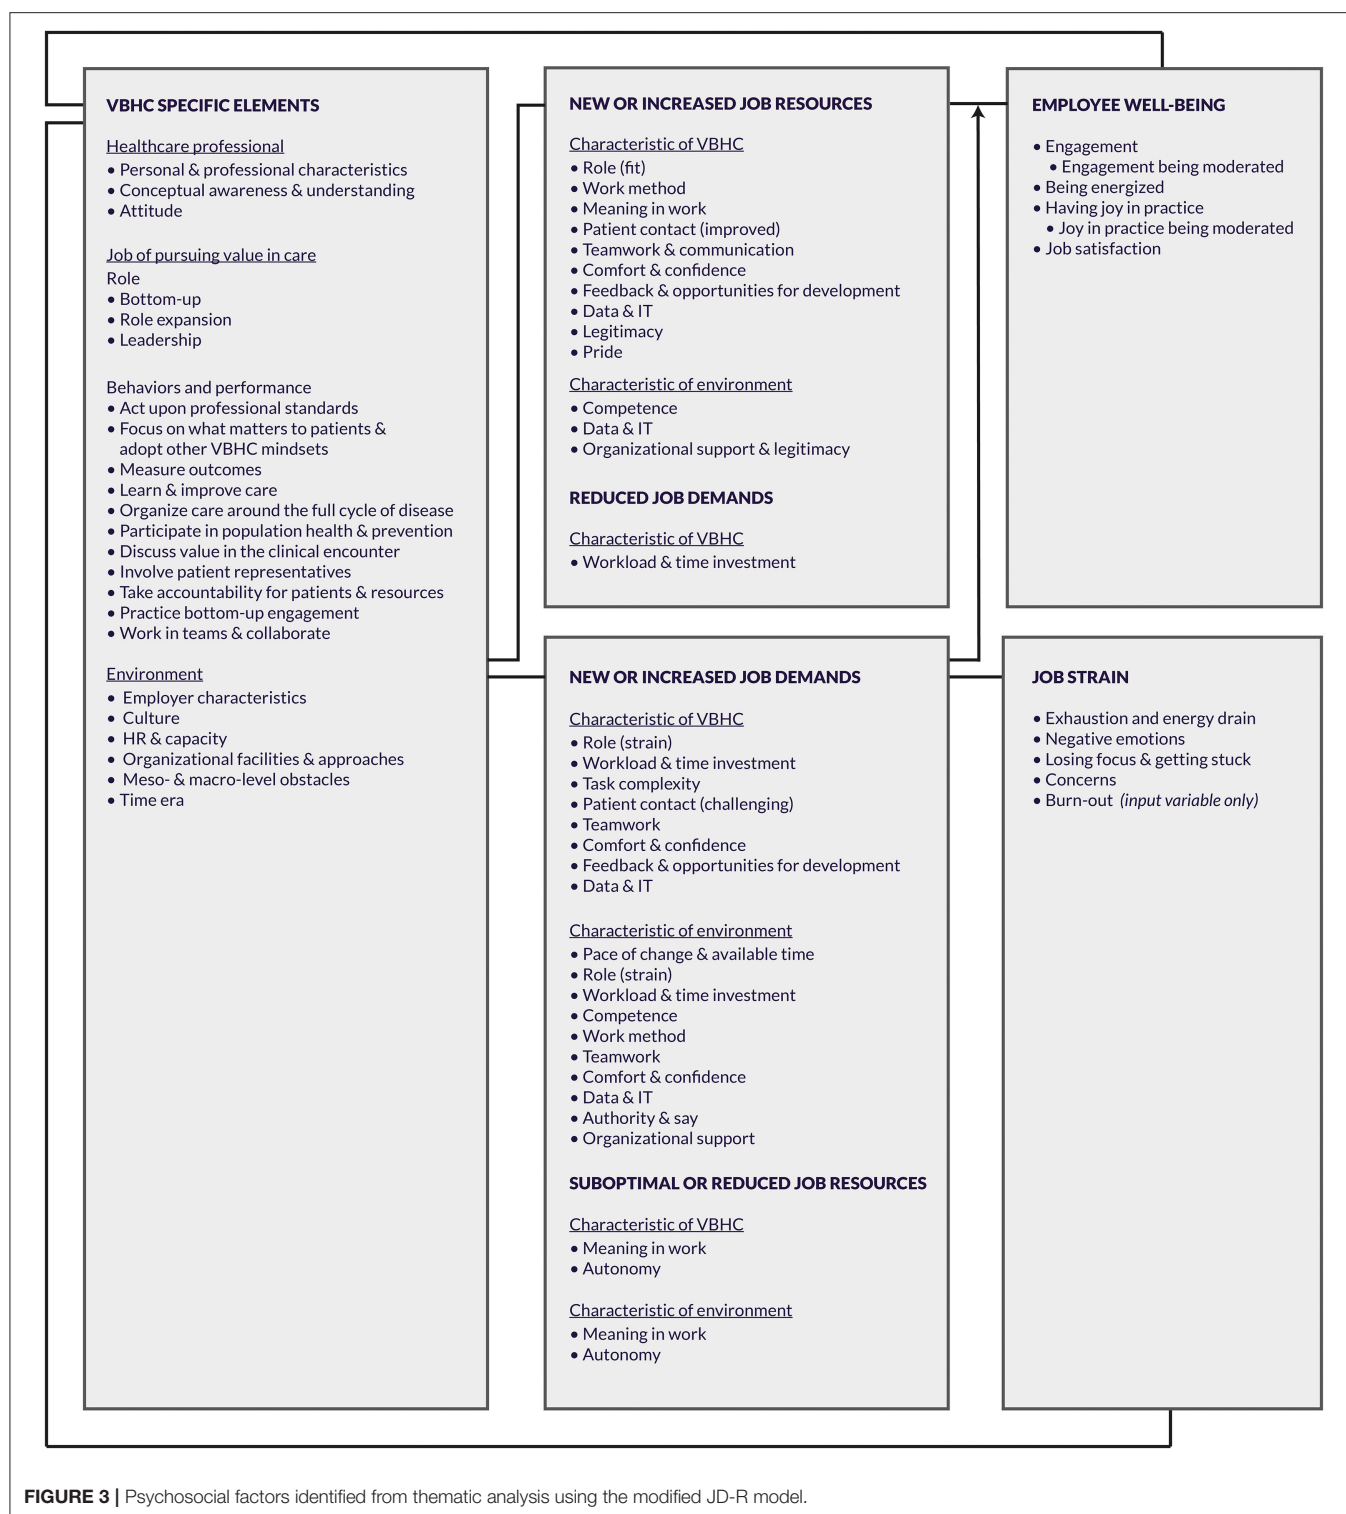 VBHC SPECIFIC ELEMENTS
Healthcare professional
• Personal & professional characteristics
• Conceptual awareness & understanding
• Attitude
Job of pursuing value in care
Role
• Bottom-up
• Role expansion
• Leadership
Behaviors and performance
• Act upon professional standards
• Focus on what matters to patients &
adopt other VBHC mindsets
• Measure outcomes
• Learn & improve care
• Organize care around the full cycle of disease
• Participate in population health & prevention
• Discuss value in the clinical encounter
• Involve patient representatives
• Take accountability for patients & resources
• Practice bottom-up engagement
• Work in teams & collaborate
Environment
• Employer characteristics
• Culture
• HR & capacity
• Organizational facilities & approaches
• Meso- & macro-level obstacles
• Time era
NEW OR INCREASED JOB RESOURCES
Characteristic of VBHC
• Role (fit)
• Work method
• Meaning in work
• Patient contact (improved)
• Teamwork & communication
• Comfort & confidence
• Feedback & opportunities for development
• Data & IT
• Legitimacy
• Pride
Characteristic of environment
• Competence
• Data & IT
• Organizational support & legitimacy
REDUCED JOB DEMANDS
Characteristic of VBHC
• Workload & time investment
EMPLOYEE WELL-BEING
• Engagement
• Engagement being moderated
• Being energized
• Having joy in practice
• Joy in practice being moderated
• Job satisfaction
NEW OR INCREASED JOB DEMANDS
Characteristic of VBHC
• Role (strain)
• Workload & time investment
• Task complexity
• Patient contact (challenging)
• Teamwork
• Comfort & confidence
• Feedback & opportunities for development
• Data & IT
Characteristic of environment
• Pace of change & available time
• Role (strain)
• Workload & time investment
• Competence
• Work method
• Teamwork
• Comfort & confidence
• Data & IT
• Authority & say
• Organizational support
SUBOPTIMAL OR REDUCED JOB RESOURCES
Characteristic of VBHC
• Meaning in work
• Autonomy
Characteristic of environment
• Meaning in work
• Autonomy
JOB STRAIN
• Exhaustion and energy drain
• Negative emotions
• Losing focus & getting stuck
• Concerns
• Burn-out (input variable only)
FIGURE 3 | Psychosocial factors identified from thematic analysis using the modified JD-R model.